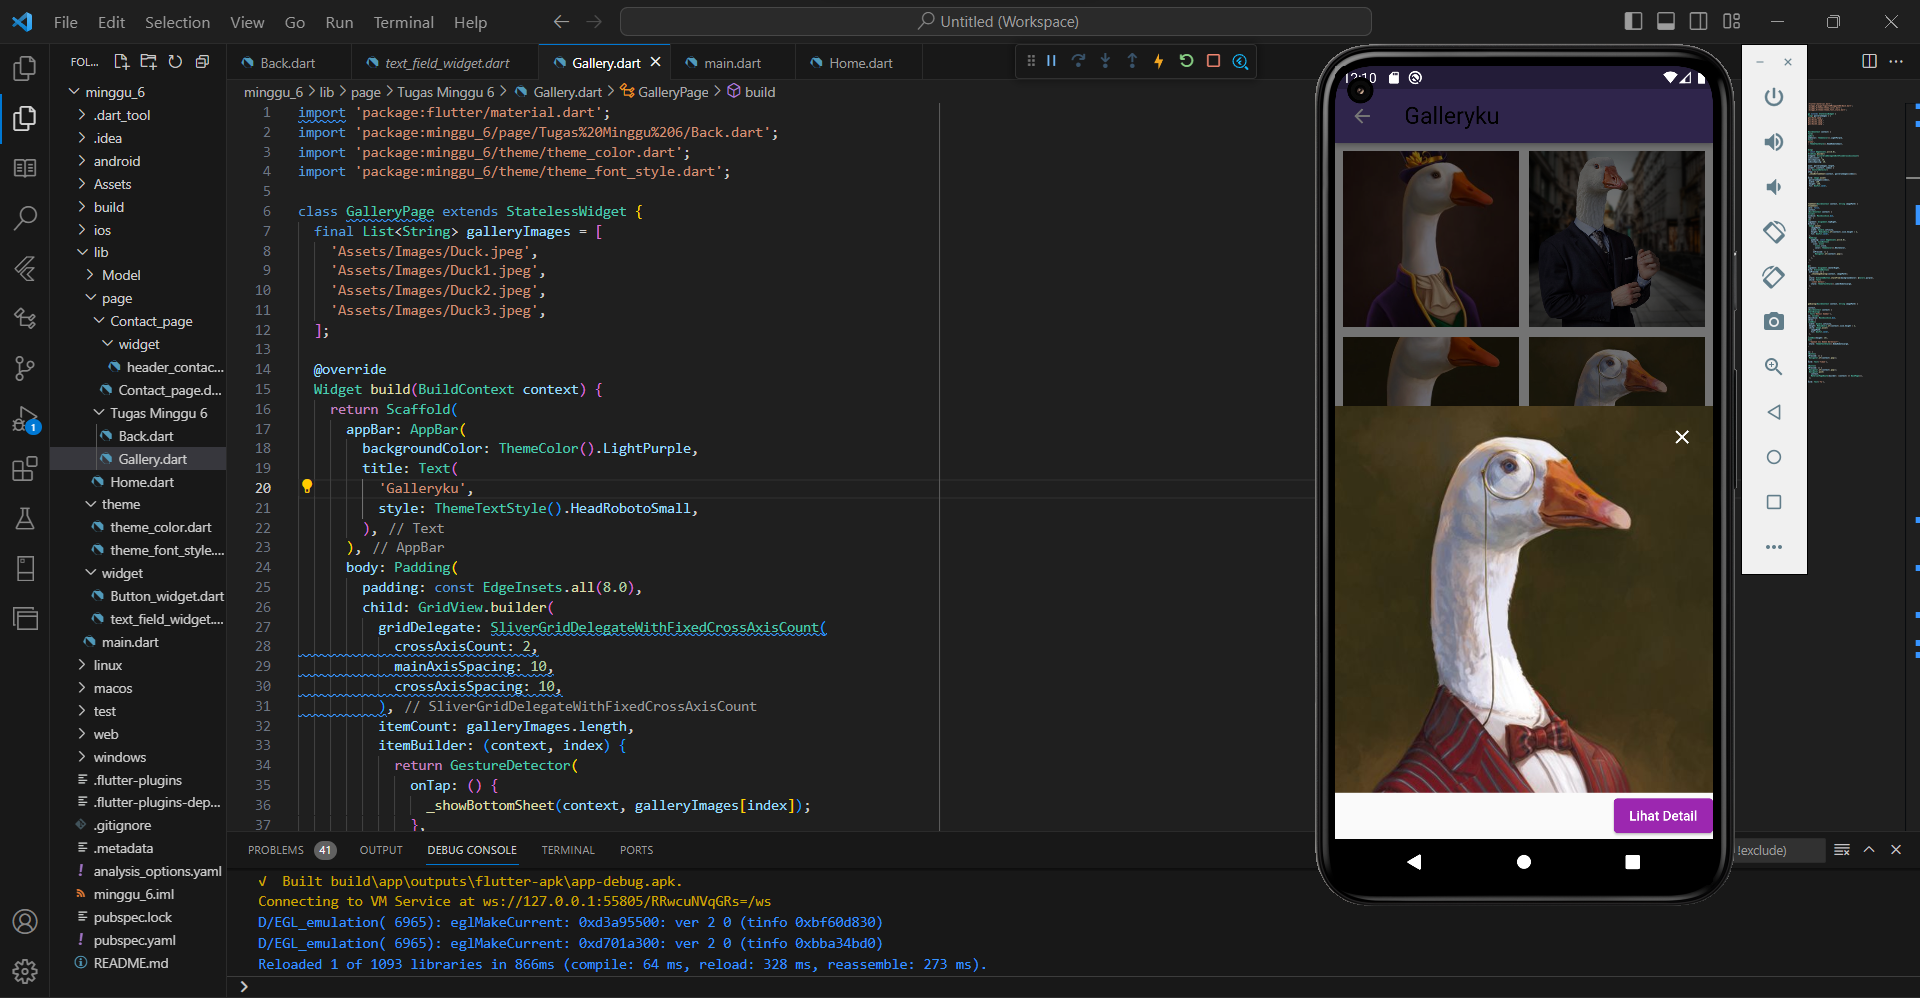 File Edit Selection View Go Run Terminal Help
Untitled (Workspace)
FOL...
minggu_6
.dart_tool
.idea
android
Assets
build
ios
lib
Model
page
Contact_page
widget
header_contac...
Contact_page.d...
Tugas Minggu 6
Back.dart
Gallery.dart
Home.dart
theme
theme_color.dart
theme_font_style....
widget
Button_widget.dart
text_field_widget....
main.dart
linux
macos
test
web
windows
.flutter-plugins
.flutter-plugins-dep...
.gitignore
.metadata
analysis_options.yaml
minggu_6.iml
pubspec.lock
pubspec.yaml
README.md
1
Back.dart text_field_widget.dart Gallery.dart main.dart Home.dart
minggu_6 > lib > page > Tugas Minggu 6 > Gallery.dart > GalleryPage > build
1 import 'package:flutter/material.dart';
2 import 'package:minggu_6/page/Tugas%20Minggu%206/Back.dart';
3 import 'package:minggu_6/theme/theme_color.dart';
4 import 'package:minggu_6/theme/theme_font_style.dart';
5
6 class GalleryPage extends StatelessWidget {
7 final List<String> galleryImages = [
8 'Assets/Images/Duck.jpeg',
9 'Assets/Images/Duck1.jpeg',
10 'Assets/Images/Duck2.jpeg',
11 'Assets/Images/Duck3.jpeg',
12 ];
13
14 @override
15 Widget build(BuildContext context) {
16 return Scaffold(
17 appBar: AppBar(
18 backgroundColor: ThemeColor().LightPurple,
19 title: Text(
20 'Galleryku',
21 style: ThemeTextStyle().HeadRobotoSmall,
22 ), // Text
23 ), // AppBar
24 body: Padding(
25 padding: const EdgeInsets.all(8.0),
26 child: GridView.builder(
27 gridDelegate: SliverGridDelegateWithFixedCrossAxisCount(
28 crossAxisCount: 2,
29 mainAxisSpacing: 10,
30 crossAxisSpacing: 10,
31 ), // SliverGridDelegateWithFixedCrossAxisCount
32 itemCount: galleryImages.length,
33 itemBuilder: (context, index) {
34 return GestureDetector(
35 onTap: () {
36 _showBottomSheet(context, galleryImages[index]);
37 },
PROBLEMS 41 OUTPUT DEBUG CONSOLE TERMINAL PORTS
!exclude)
√ Built build\app\outputs\flutter-apk\app-debug.apk.
Connecting to VM Service at ws://127.0.0.1:55805/RRwcuNVqGRs=/ws
D/EGL_emulation( 6965): eglMakeCurrent: 0xd3a95500: ver 2 0 (tinfo 0xbf60d830)
D/EGL_emulation( 6965): eglMakeCurrent: 0xd701a300: ver 2 0 (tinfo 0xbba34bd0)
Reloaded 1 of 1093 libraries in 866ms (compile: 64 ms, reload: 328 ms, reassemble: 273 ms).
Galleryku
Lihat Detail